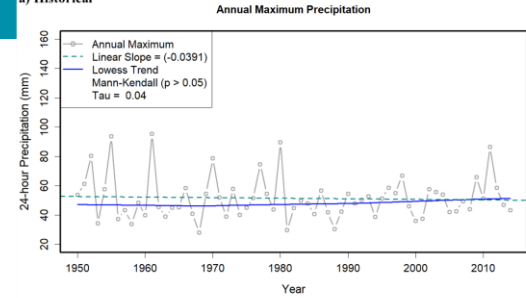 a) Historical
Annual Maximum Precipitation
Annual Maximum
Linear Slope = (-0.0391)
Lowess Trend
Mann-Kendall (p > 0.05)
Tau = 0.04
24-hour Precipitation (mm)
160
140
120
100
80
60
40
20
1950 1960 1970 1980 1990 2000 2010
Year